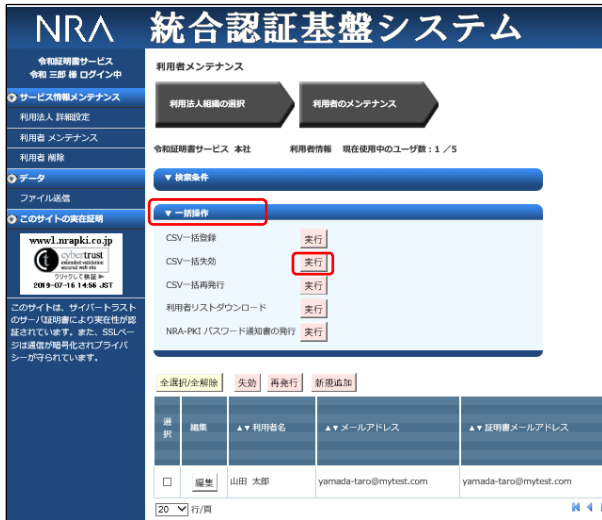 NRA 統合認証基盤システム
令和証明書サービス
令和 三郎 様 ログイン中
サービス情報メンテナンス
利用法人 詳細設定
利用者 メンテナンス
利用者 削除
データ
ファイル送信
このサイトの実在証明
www1.nrapki.co.jp
cybertrust
extended validation
secured web site
クリックして検証
2019-07-16 14:56 JST
このサイトは、サイバートラスト
のサーバ証明書により実在性が認
証されています。また、SSLペー
ジは通信が暗号化されプライバ
シーが守られています。
利用者メンテナンス
利用法人組織の選択
利用者のメンテナンス
令和証明書サービス 本社 利用者情報 現在使用中のユーザ数:1 /5
▼ 検索条件
▼ 一括操作
CSV一括登録 実行
CSV一括失効 実行
CSV一括再発行 実行
利用者リストダウンロード 実行
NRA-PKI パスワード通知書の発行 実行
全選択/全解除 失効 再発行 新規追加
選択 編集 ▲▼利用者名 ▲▼メールアドレス ▲▼証明書メールアドレス
編集 山田 太郎 yamada-taro@mytest.com yamada-taro@mytest.com
20 行/頁